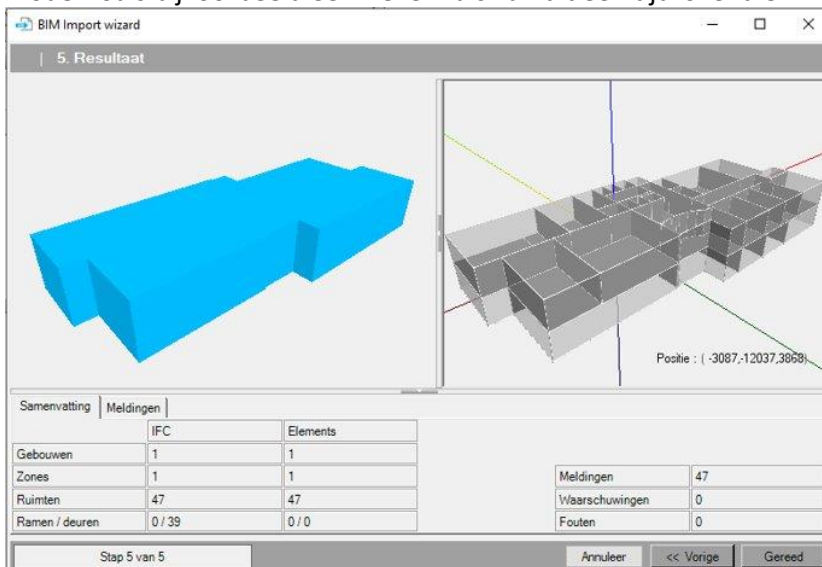 BIM Import wizard
| 5. Resultaat
Positie : ( -3087,-12037,3868)
Samenvatting Meldingen
IFC Elements
Gebouwen 1 1
Zones 1 1 Meldingen 47
Ruimten 47 47 Waarschuwingen 0
Ramen / deuren 0 / 39 0 / 0 Fouten 0
Stap 5 van 5 Annuleer << Vorige Gereed